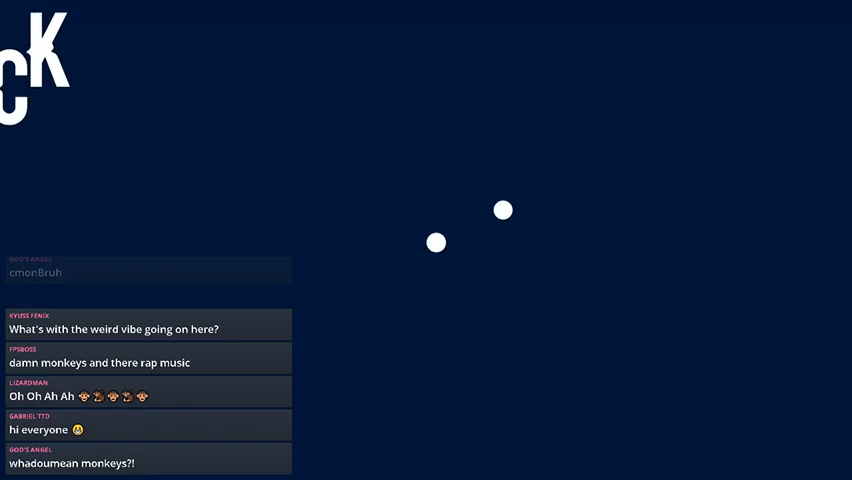 CK
GOD'S ANGEL
cmonBruh
KYUSS FENIX
What's with the weird vibe going on here?
FPSBOSS
damn monkeys and there rap music
LIZARDMAN
Oh Oh Ah Ah 🐵🐒🐵🐒🐵
GABRIEL TTD
hi everyone 😬
GOD'S ANGEL
whadoumean monkeys?!